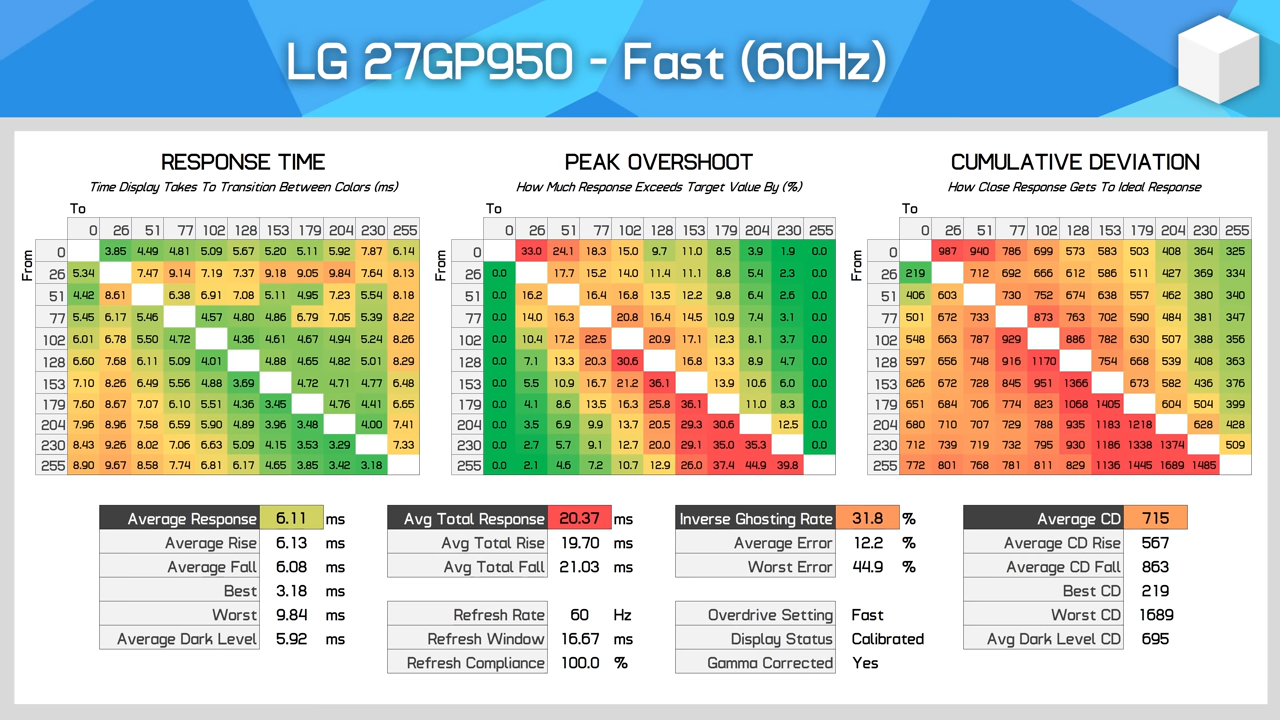 LG 27GP950 - Fast (60Hz)
RESPONSE TIME
Time Display Takes To Transition Between Colors (ms)
To
From
0 26 51 77 102 128 153 179 204 230 255
0 3.85 4.49 4.81 5.09 5.67 5.20 5.11 5.92 7.87 6.14
26 5.34 7.47 9.14 7.19 7.37 9.18 9.05 9.84 7.64 8.13
51 4.42 8.61 6.38 6.91 7.08 5.11 4.95 7.23 5.54 8.18
77 5.45 6.17 5.46 4.57 4.80 4.86 6.79 7.05 5.39 8.22
102 6.01 6.78 5.78 4.72 4.36 4.61 4.67 4.94 5.24 8.26
128 6.60 7.68 6.11 5.09 4.01 4.88 4.65 4.82 5.01 8.29
153 7.10 8.26 6.49 5.56 4.88 3.69 4.72 4.71 4.77 6.48
179 7.60 8.67 7.07 6.10 5.51 4.36 3.45 4.76 4.41 6.65
204 7.96 8.96 7.58 6.59 5.90 4.89 3.96 3.48 4.00 7.41
230 8.43 9.26 8.02 7.06 6.63 5.09 4.15 3.53 3.29 7.33
255 8.90 9.67 8.58 7.74 6.81 6.17 4.65 3.85 3.42 3.18
PEAK OVERSHOOT
How Much Response Exceeds Target Value By (%)
To
From
0 26 51 77 102 128 153 179 204 230 255
0 33.0 24.1 18.3 15.0 9.7 11.0 8.5 3.9 1.9 0.0
26 0.0 17.7 15.2 14.0 11.4 11.1 8.8 5.4 2.3 0.0
51 0.0 16.2 16.4 16.8 13.5 12.2 9.8 6.4 2.6 0.0
77 0.0 14.0 16.3 20.8 16.4 14.5 10.9 7.4 3.1 0.0
102 0.0 10.4 17.2 22.5 20.9 17.1 12.3 8.1 3.7 0.0
128 0.0 7.1 13.3 20.3 30.6 16.8 13.3 8.9 4.7 0.0
153 0.0 5.5 10.9 16.7 21.2 36.1 13.9 10.6 6.0 0.0
179 0.0 4.1 8.6 13.5 16.3 25.8 36.1 11.0 8.3 0.0
204 0.0 3.5 6.9 9.9 13.7 20.5 29.3 30.6 12.5 0.0
230 0.0 2.7 5.7 9.1 12.7 20.0 29.1 35.0 35.3 0.0
255 0.0 2.1 4.6 7.2 10.7 12.9 26.0 37.4 44.9 39.8
CUMULATIVE DEVIATION
How Close Response Gets To Ideal Response
To
From
0 26 51 77 102 128 153 179 204 230 255
0 987 940 786 699 573 583 503 408 364 325
26 219 712 692 666 612 586 511 427 369 334
51 406 603 730 752 674 638 557 462 380 340
77 501 672 733 873 763 702 590 484 381 347
102 548 663 787 929 886 782 630 507 388 356
128 597 656 748 916 1170 754 668 539 408 363
153 626 672 728 845 951 1366 673 582 436 376
179 651 684 706 774 823 1068 1405 604 504 399
204 680 710 707 729 788 935 1183 1218 628 428
230 712 739 719 732 795 930 1186 1338 1374 509
255 772 801 768 781 811 829 1136 1445 1689 1485
Average Response 6.11 ms
Average Rise 6.13 ms
Average Fall 6.08 ms
Best 3.18 ms
Worst 9.84 ms
Average Dark Level 5.92 ms
Avg Total Response 20.37 ms
Avg Total Rise 19.70 ms
Avg Total Fall 21.03 ms
Refresh Rate 60 Hz
Refresh Window 16.67 ms
Refresh Compliance 100.0 %
Inverse Ghosting Rate 31.8 %
Average Error 12.2 %
Worst Error 44.9 %
Overdrive Setting Fast
Display Status Calibrated
Gamma Corrected Yes
Average CD 715
Average CD Rise 567
Average CD Fall 863
Best CD 219
Worst CD 1689
Avg Dark Level CD 695